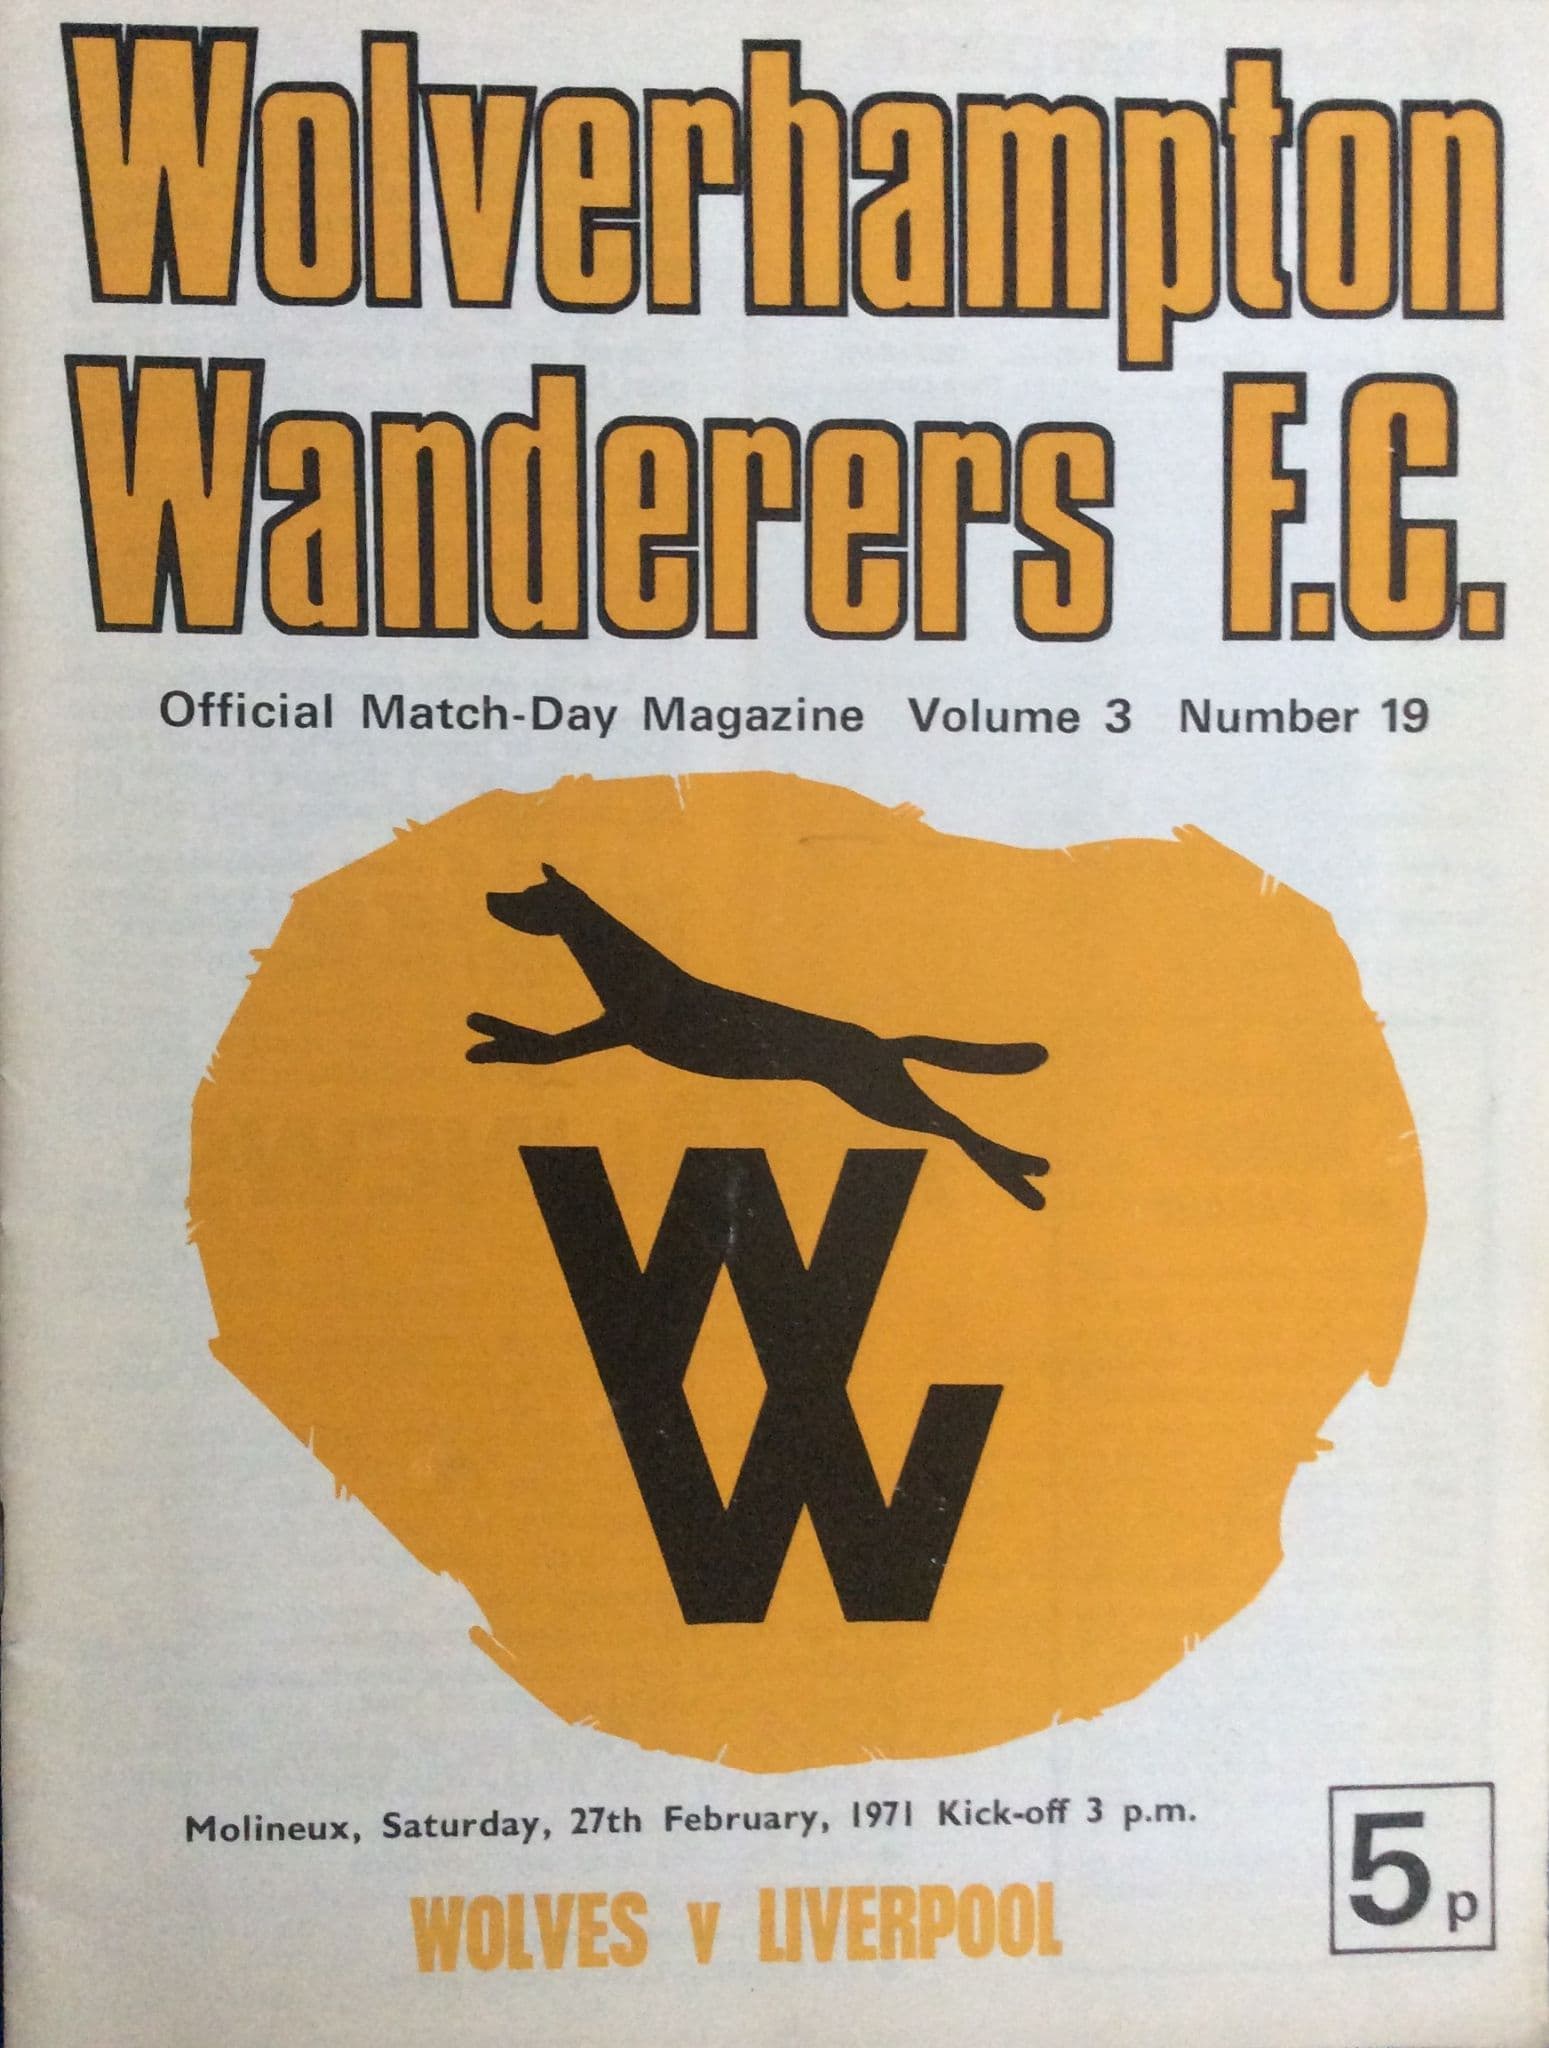 Wolverhampton
Wanderers F.C.
Official Match-Day Magazine Volume 3 Number 19
W
W
Molineux, Saturday, 27th February, 1971 Kick-off 3 p.m.
WOLVES v LIVERPOOL
5p